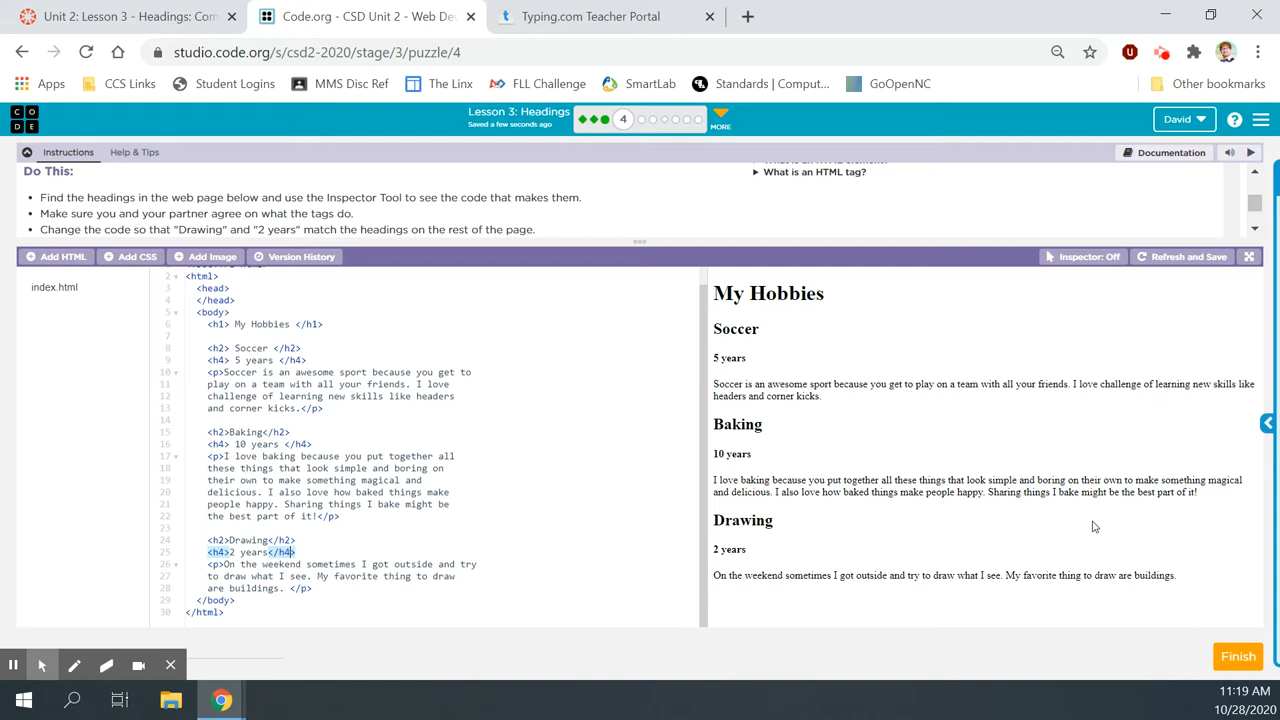 Unit 2: Lesson 3 - Headings: Com
Code.org - CSD Unit 2 - Web De
Typing.com Teacher Portal
studio.code.org/s/csd2-2020/stage/3/puzzle/4
Apps
CCS Links
Student Logins
MMS Disc Ref
The Linx
FLL Challenge
SmartLab
Standards | Comput...
GoOpenNC
Other bookmarks
C O
D E
Lesson 3: Headings
Saved a few seconds ago
4
MORE
David
?
Instructions
Help & Tips
Documentation
Do This:
What is an HTML tag?
• Find the headings in the web page below and use the Inspector Tool to see the code that makes them.
• Make sure you and your partner agree on what the tags do.
• Change the code so that "Drawing" and "2 years" match the headings on the rest of the page.
Add HTML
Add CSS
Add Image
Version History
Inspector: Off
Refresh and Save
index.html
2 <html>
3 <head>
4 </head>
5 <body>
6 <h1> My Hobbies </h1>
7
8 <h2> Soccer </h2>
9 <h4> 5 years </h4>
10 <p>Soccer is an awesome sport because you get to
11 play on a team with all your friends. I love
12 challenge of learning new skills like headers
13 and corner kicks.</p>
14
15 <h2>Baking</h2>
16 <h4> 10 years </h4>
17 <p>I love baking because you put together all
18 these things that look simple and boring on
19 their own to make something magical and
20 delicious. I also love how baked things make
21 people happy. Sharing things I bake might be
22 the best part of it!</p>
23
24 <h2>Drawing</h2>
25 <h4>2 years</h4
26 <p>On the weekend sometimes I got outside and try
27 to draw what I see. My favorite thing to draw
28 are buildings. </p>
29 </body>
30 </html>
My Hobbies
Soccer
5 years
Soccer is an awesome sport because you get to play on a team with all your friends. I love challenge of learning new skills like
headers and corner kicks.
Baking
10 years
I love baking because you put together all these things that look simple and boring on their own to make something magical
and delicious. I also love how baked things make people happy. Sharing things I bake might be the best part of it!
Drawing
2 years
On the weekend sometimes I got outside and try to draw what I see. My favorite thing to draw are buildings.
Finish
11:19 AM
10/28/2020